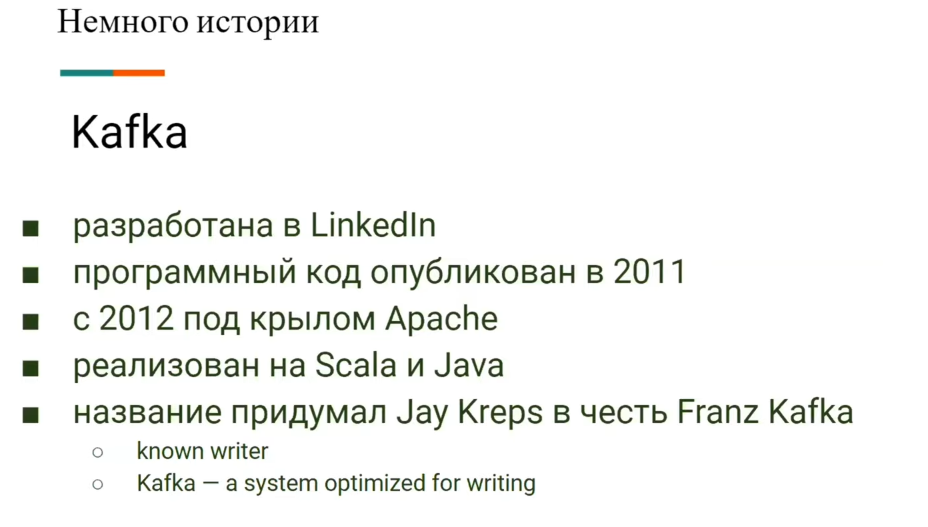 Немного истории
Kafka
■ разработана в LinkedIn
■ программный код опубликован в 2011
■ с 2012 под крылом Apache
■ реализован на Scala и Java
■ название придумал Jay Kreps в честь Franz Kafka
○ known writer
○ Kafka — a system optimized for writing